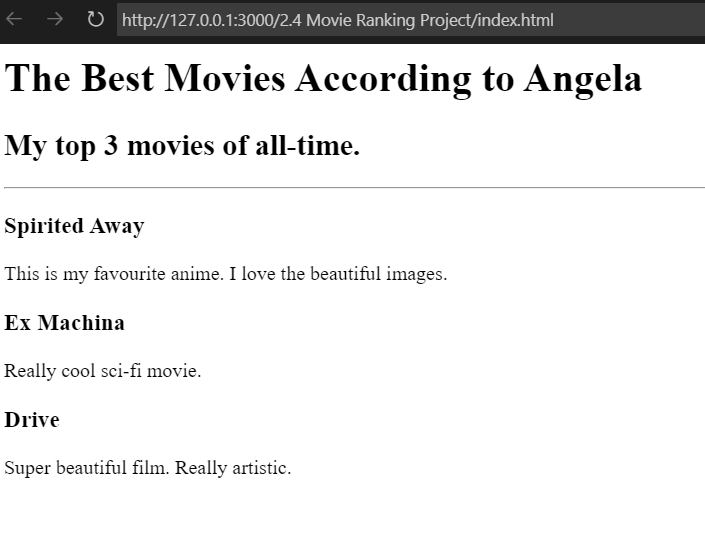 http://127.0.0.1:3000/2.4 Movie Ranking Project/index.html
The Best Movies According to Angela
My top 3 movies of all-time.
Spirited Away
This is my favourite anime. I love the beautiful images.
Ex Machina
Really cool sci-fi movie.
Drive
Super beautiful film. Really artistic.